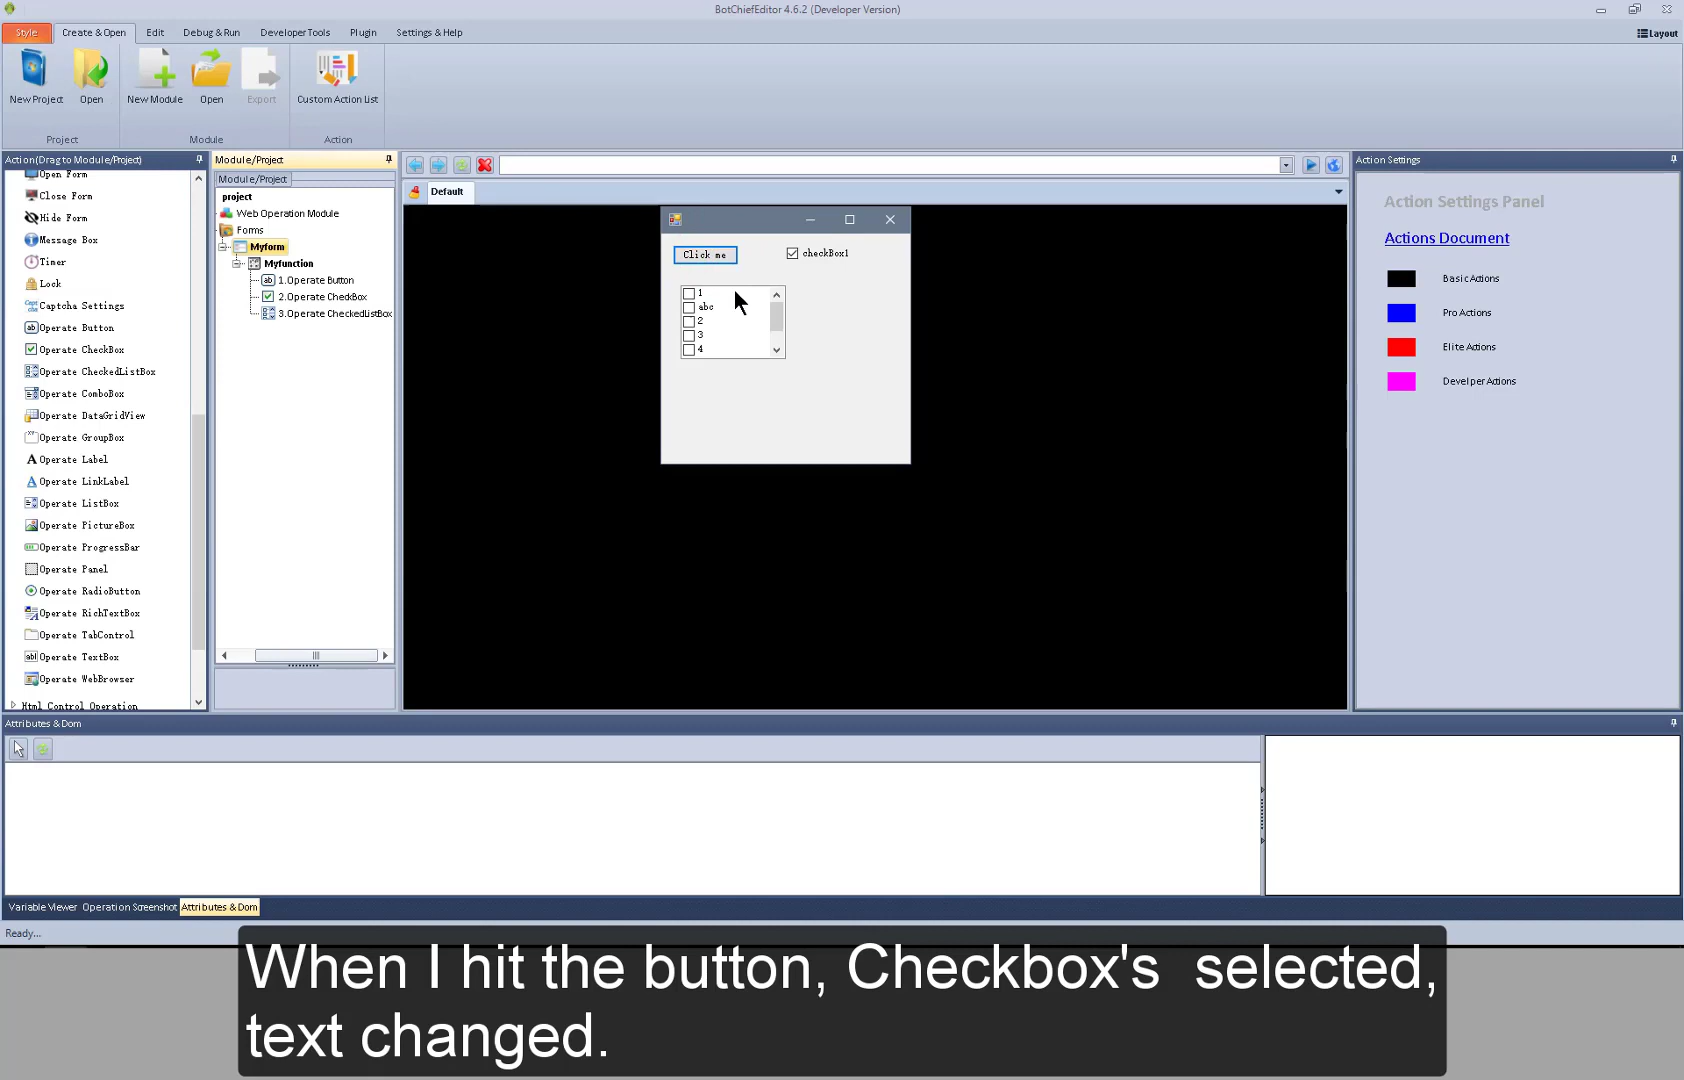 BotChiefEditor 4.6.2 (Developer Version)
Style
Create & Open
Edit
Debug & Run
Developer Tools
Plugin
Settings & Help
Layout
New Project
Open
New Module
Open
Export
Custom Action List
Project
Module
Action
Action(Drag to Module/Project)
Open Form
Close Form
Hide Form
Message Box
Timer
Lock
Captcha Settings
Operate Button
Operate CheckBox
Operate CheckedListBox
Operate ComboBox
Operate DataGridView
Operate GroupBox
Operate Label
Operate LinkLabel
Operate ListBox
Operate PictureBox
Operate ProgressBar
Operate Panel
Operate RadioButton
Operate RichTextBox
Operate TabControl
Operate TextBox
Operate WebBrowser
Html Control Operation
Module/Project
Module/Project
project
Web Operation Module
Forms
Myform
Myfunction
1.Operate Button
2.Operate CheckBox
3.Operate CheckedListBox
Default
Click me
checkBox1
1
abc
2
3
4
Action Settings
Action Settings Panel
Actions Document
Basic Actions
Pro Actions
Elite Actions
Develper Actions
Attributes & Dom
Variable Viewer
Operation Screenshot
Attributes & Dom
Ready...
When I hit the button, Checkbox's selected,
text changed.